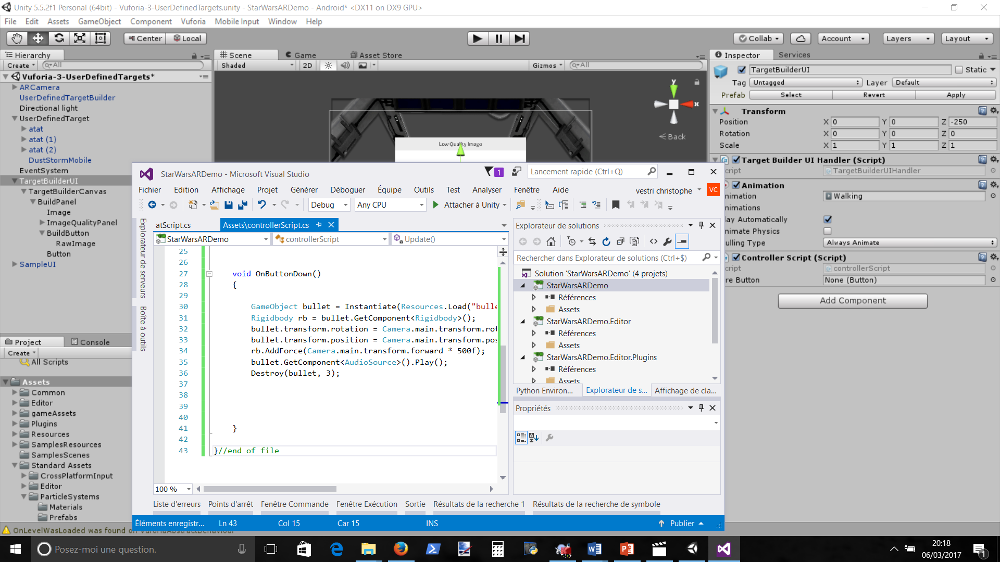 Unity 5.5.2f1 Personal (64bit) - Vuforia-3-UserDefinedTargets.unity - StarWarsARDemo - Android* <DX11 on DX9 GPU>
File Edit Assets GameObject Component Vuforia Mobile Input Window Help
Center Local
Collab Account Layers Layout
Hierarchy
Create All
Vuforia-3-UserDefinedTargets*
ARCamera
UserDefinedTargetBuilder
Directional light
UserDefinedTarget
atat
atat (1)
atat (2)
DustStormMobile
EventSystem
TargetBuilderUI
TargetBuilderCanvas
BuildPanel
Image
ImageQualityPanel
BuildButton
RawImage
Button
SampleUI
Scene Game Asset Store
Shaded 2D Gizmos All
y
x
Back
Low Quality Image
Inspector Services
TargetBuilderUI Static
Tag Untagged Layer Default
Prefab Select Revert Apply
Transform
Position X 0 Y 0 Z -250
Rotation X 0 Y 0 Z 0
Scale X 1 Y 1 Z 1
Target Builder UI Handler (Script)
cript TargetBuilderUIHandler
Animation
nimation Walking
nimations
lay Automatically
nimate Physics
ulling Type Always Animate
Controller Script (Script)
cript controllerScript
re Button None (Button)
Add Component
Project Console
Create
All Scripts
Assets
Common
Editor
gameAssets
Plugins
Resources
SamplesResources
SamplesScenes
Standard Assets
CrossPlatformInput
Editor
ParticleSystems
Materials
Prefabs
OnLevelWasLoaded was found on VuforiaAbstractBehaviour
StarWarsARDemo - Microsoft Visual Studio
1
Lancement rapide (Ctrl+Q)
Fichier Edition Affichage Projet Générer Déboguer Équipe Outils Test Analyser Fenêtre Aide
vestri christophe VC
Debug Any CPU Attacher à Unity
Explorateur de serveurs
Boîte à outils
atScript.cs Assets\controllerScript.cs
StarWarsARDemo controllerScript Update()
25
26
27 void OnButtonDown()
28 {
29
30 GameObject bullet = Instantiate(Resources.Load("bulle
31 Rigidbody rb = bullet.GetComponent<Rigidbody>();
32 bullet.transform.rotation = Camera.main.transform.rot
33 bullet.transform.position = Camera.main.transform.pos
34 rb.AddForce(Camera.main.transform.forward * 500f);
35 bullet.GetComponent<AudioSource>().Play();
36 Destroy(bullet, 3);
37
38
39
40
41 }
42
43 }//end of file
100 %
Explorateur de solutions
Rechercher dans Explorateur de solutions (Ctrl+$)
Solution 'StarWarsARDemo' (4 projets)
StarWarsARDemo
Références
Assets
StarWarsARDemo.Editor
Références
Assets
StarWarsARDemo.Editor.Plugins
Références
Assets
Python Environ... Explorateur de s... Affichage de cla...
Propriétés
Liste d'erreurs Points d'arrêt Fenêtre Commande Fenêtre Exécution Sortie Résultats de la recherche 1 Résultats de la recherche de symbole
Éléments enregistr... Ln 43 Col 15 Car 15 INS Publier
Posez-moi une question.
20:18
06/03/2017
1